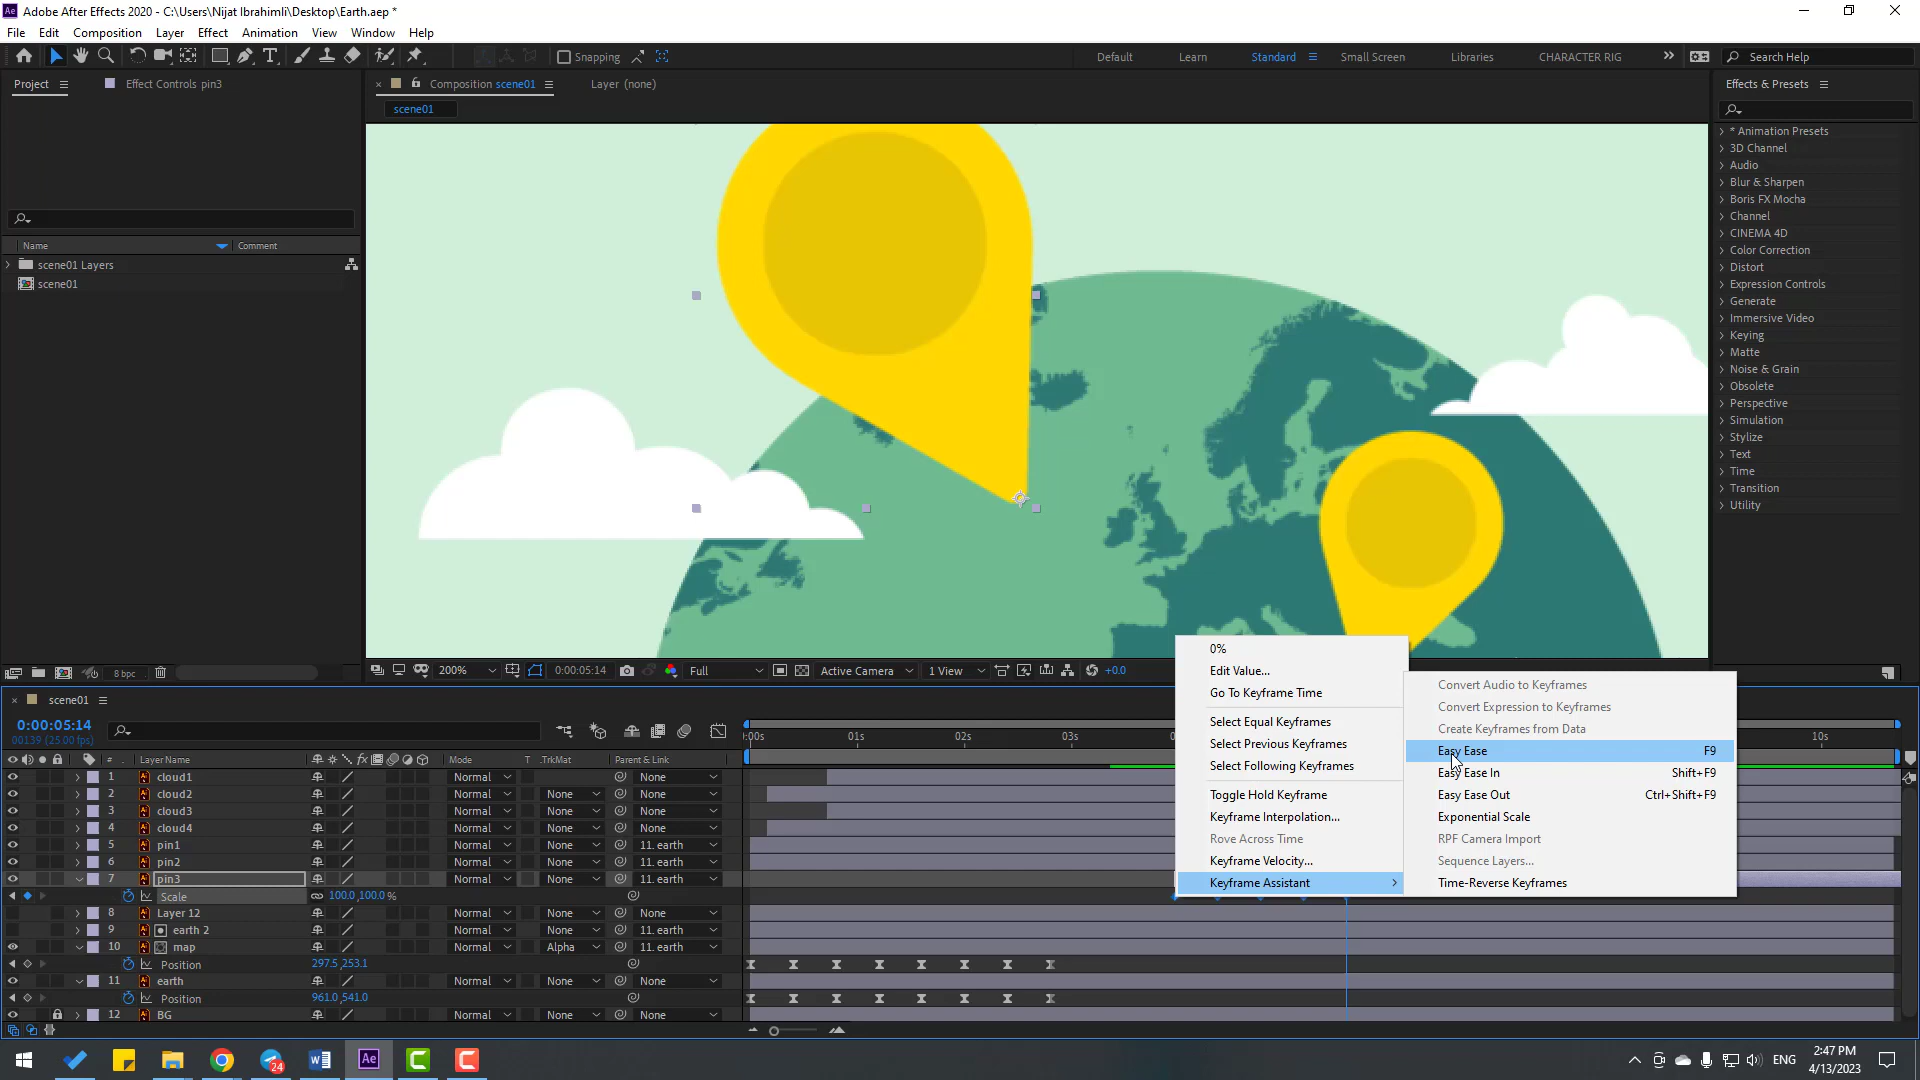 Ae Adobe After Effects 2020 - C:\Users\Nijat Ibrahimli\Desktop\Earth.aep *
File Edit Composition Layer Effect Animation View Window Help
Snapping
Default Learn Standard Small Screen Libraries CHARACTER RIG Search Help
Project Effect Controls pin3
Composition scene01 Layer (none)
Effects & Presets
scene01
* Animation Presets
3D Channel
Audio
Blur & Sharpen
Boris FX Mocha
Channel
CINEMA 4D
Color Correction
Distort
Expression Controls
Generate
Immersive Video
Keying
Matte
Noise & Grain
Obsolete
Perspective
Simulation
Stylize
Text
Time
Transition
Utility
Name Comment
scene01 Layers
scene01
8 bpc
200% 0:00:05:14 Full Active Camera 1 View +0.0
0%
Edit Value...
Go To Keyframe Time
Select Equal Keyframes
Select Previous Keyframes
Select Following Keyframes
Toggle Hold Keyframe
Keyframe Interpolation...
Rove Across Time
Keyframe Velocity...
Keyframe Assistant
Convert Audio to Keyframes
Convert Expression to Keyframes
Create Keyframes from Data
Easy Ease F9
Easy Ease In Shift+F9
Easy Ease Out Ctrl+Shift+F9
Exponential Scale
RPF Camera Import
Sequence Layers...
Time-Reverse Keyframes
scene01
0:00:05:14
00139 (25.00 fps)
:00s 01s 02s 03s 10s
# Layer Name Mode T .TrkMat Parent & Link
1 cloud1 Normal None
2 cloud2 Normal None None
3 cloud3 Normal None None
4 cloud4 Normal None None
5 pin1 Normal None 11. earth
6 pin2 Normal None 11. earth
7 pin3 Normal None 11. earth
Scale 100.0,100.0 %
8 Layer 12 Normal None None
9 earth 2 Normal None None
10 map Normal Alpha 11. earth
Position 297.5,253.1
11 earth Normal None None
Position 961.0,541.0
12 BG Normal None None
24
Ae
ENG
2:47 PM
4/13/2023